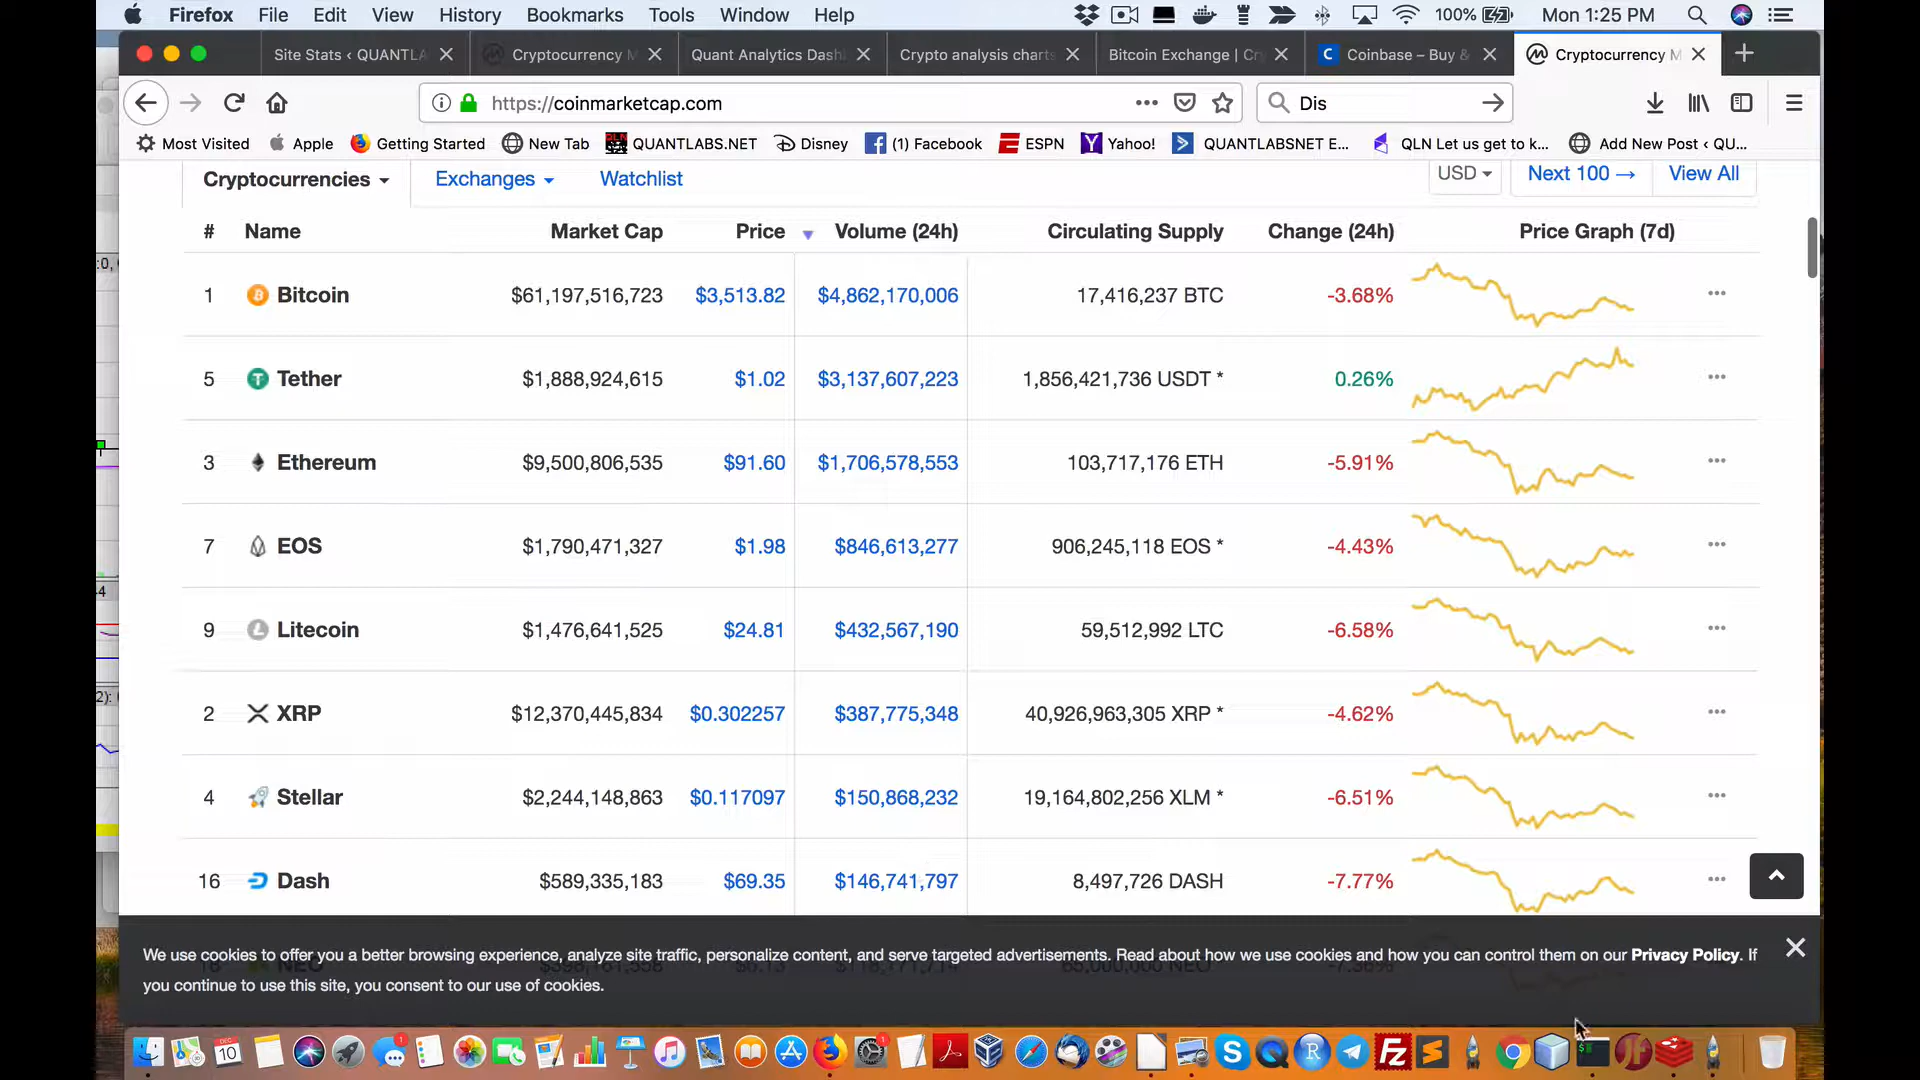 Firefox File Edit View History Bookmarks Tools Window Help 100% Mon 1:25 PM
Site Stats ‹ QUANTLA Cryptocurrency M Quant Analytics Dash Crypto analysis charts Bitcoin Exchange | Cr Coinbase – Buy & Cryptocurrency M
https://coinmarketcap.com Dis
Most Visited Apple Getting Started New Tab QUANTLABS.NET Disney (1) Facebook ESPN Yahoo! QUANTLABSNET E... QLN Let us get to k... Add New Post ‹ QU...
Cryptocurrencies Exchanges Watchlist USD Next 100 → View All
# Name Market Cap Price Volume (24h) Circulating Supply Change (24h) Price Graph (7d)
1 Bitcoin $61,197,516,723 $3,513.82 $4,862,170,006 17,416,237 BTC -3.68%
5 Tether $1,888,924,615 $1.02 $3,137,607,223 1,856,421,736 USDT * 0.26%
3 Ethereum $9,500,806,535 $91.60 $1,706,578,553 103,717,176 ETH -5.91%
7 EOS $1,790,471,327 $1.98 $846,613,277 906,245,118 EOS * -4.43%
9 Litecoin $1,476,641,525 $24.81 $432,567,190 59,512,992 LTC -6.58%
2 XRP $12,370,445,834 $0.302257 $387,775,348 40,926,963,305 XRP * -4.62%
4 Stellar $2,244,148,863 $0.117097 $150,868,232 19,164,802,256 XLM * -6.51%
16 Dash $589,335,183 $69.35 $146,741,797 8,497,726 DASH -7.77%
We use cookies to offer you a better browsing experience, analyze site traffic, personalize content, and serve targeted advertisements. Read about how we use cookies and how you can control them on our Privacy Policy. If
you continue to use this site, you consent to our use of cookies.